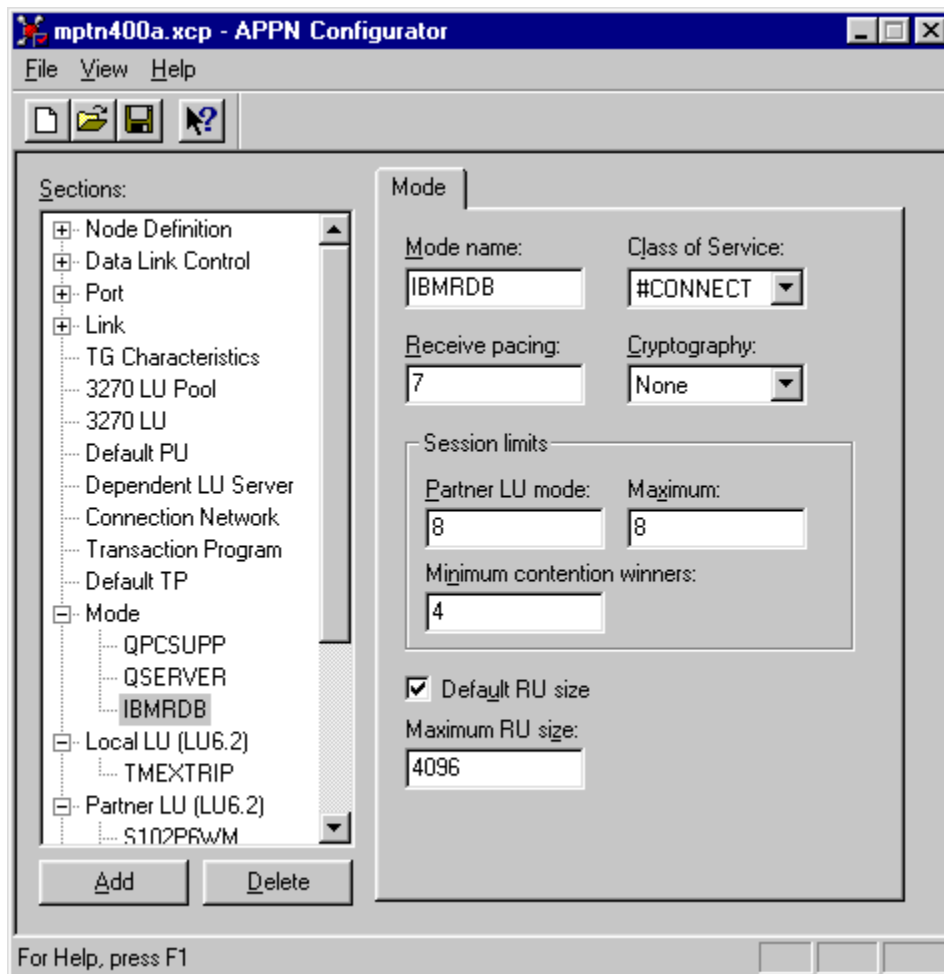 mptn400a.xcp - APPN Configurator
File View Help
Sections:
Node Definition
Data Link Control
Port
Link
TG Characteristics
3270 LU Pool
3270 LU
Default PU
Dependent LU Server
Connection Network
Transaction Program
Default TP
Mode
QPCSUPP
QSERVER
IBMRDB
Local LU (LU6.2)
TMEXTRIP
Partner LU (LU6.2)
S102P6WM
Add Delete
Mode
Mode name: Class of Service:
IBMRDB #CONNECT
Receive pacing: Cryptography:
7 None
Session limits
Partner LU mode: Maximum:
8 8
Minimum contention winners:
4
Default RU size
Maximum RU size:
4096
For Help, press F1